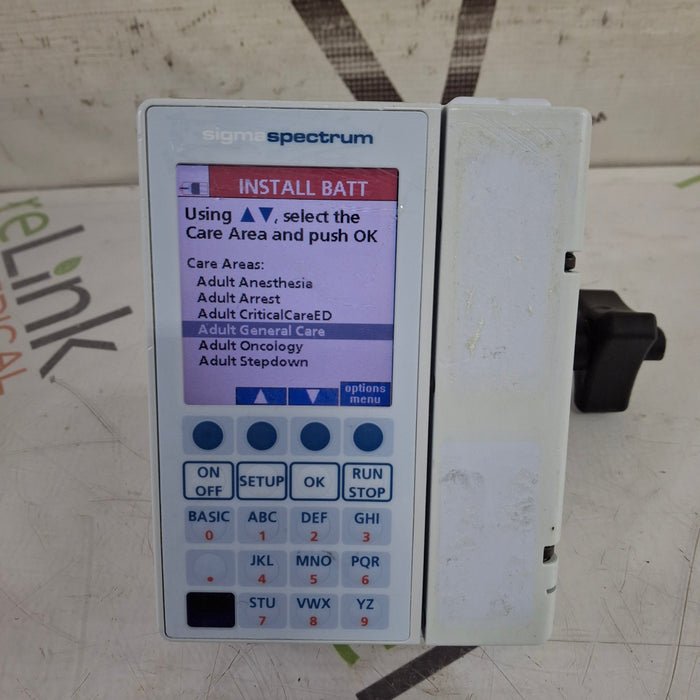 sigmaspectrum
INSTALL BATT
Using ▲▼, select the
Care Area and push OK
Care Areas:
Adult Anesthesia
Adult Arrest
Adult CriticalCareED
Adult General Care
Adult Oncology
Adult Stepdown
options
menu
ON
OFF
SETUP
OK
RUN
STOP
BASIC ABC DEF GHI
0 1 2 3
JKL MNO PQR
. 4 5 6
STU VWX YZ
7 8 9
reLink
DICAL